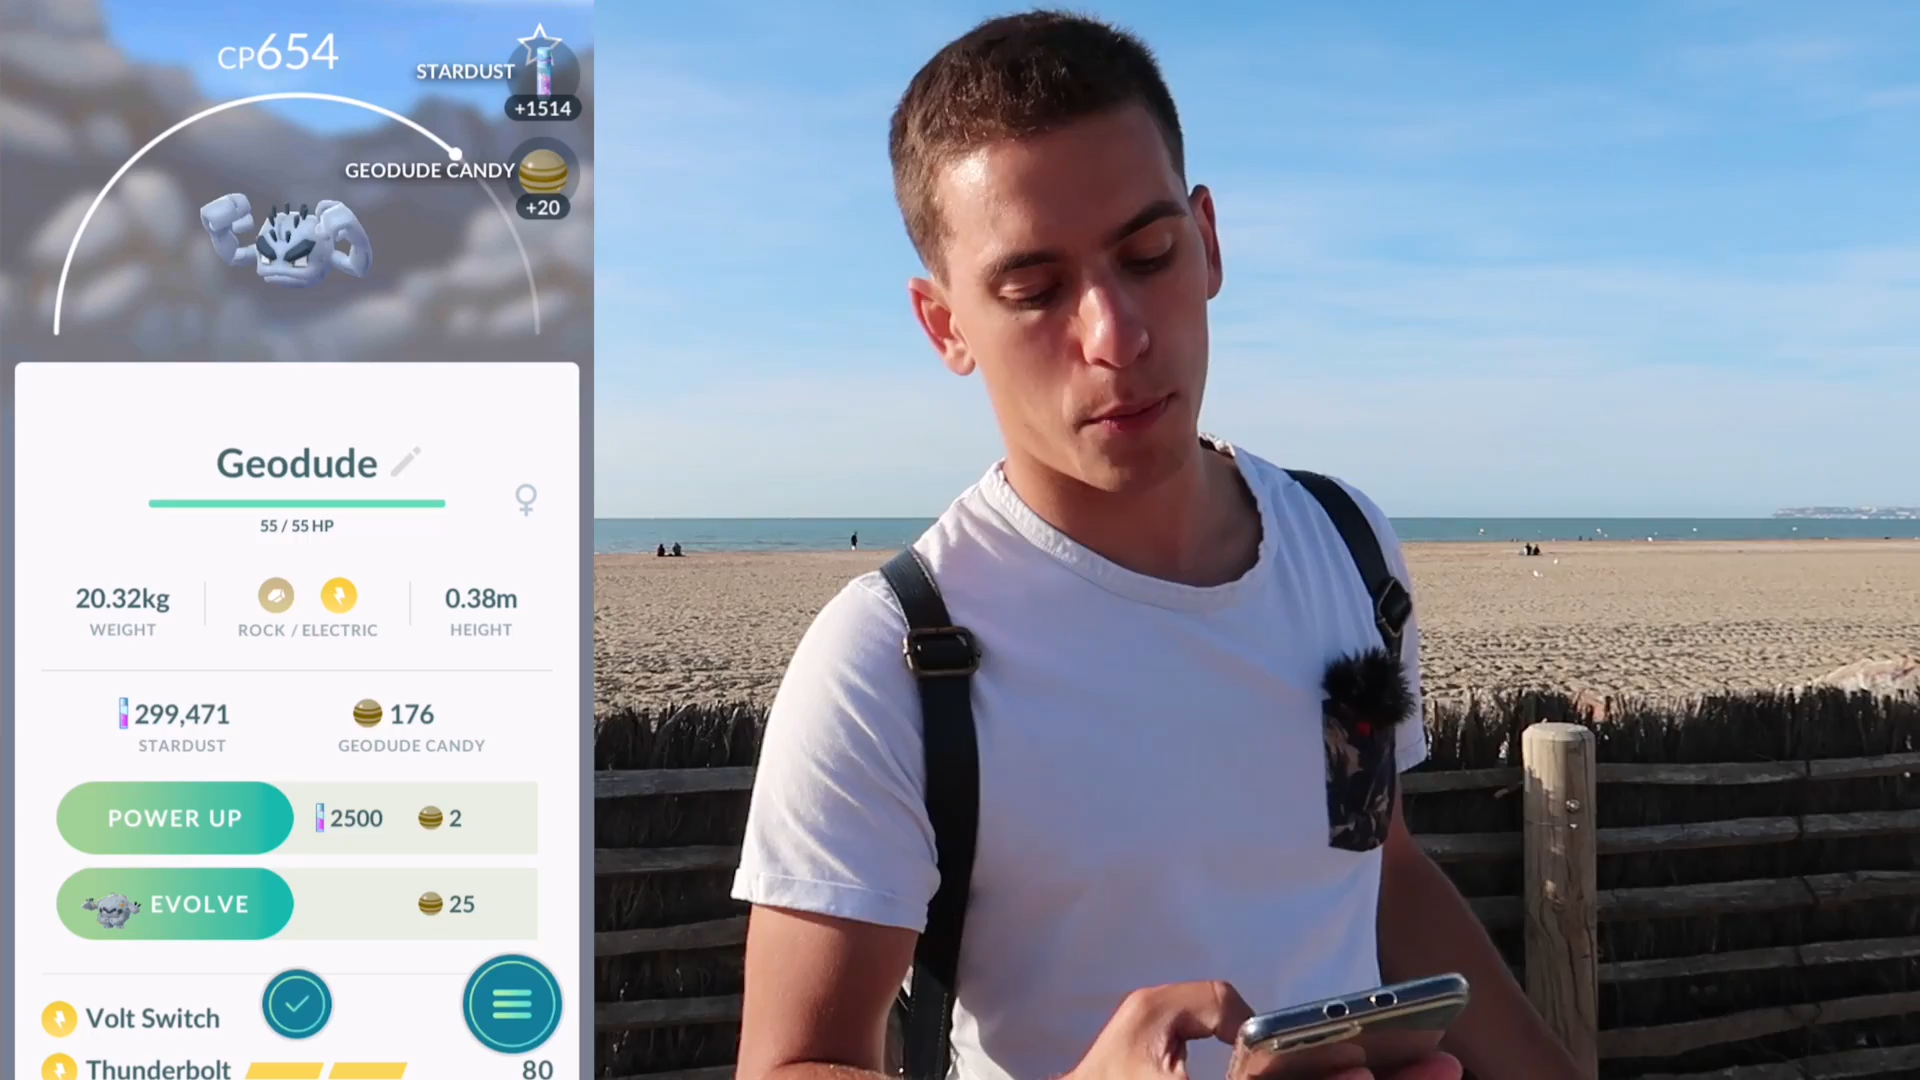 CP654
STARDUST
+1514
GEODUDE CANDY
+20
Geodude
55 / 55 HP
20.32kg
WEIGHT
ROCK / ELECTRIC
0.38m
HEIGHT
299,471
STARDUST
176
GEODUDE CANDY
POWER UP 2500 2
EVOLVE 25
Volt Switch
Thunderbolt 80